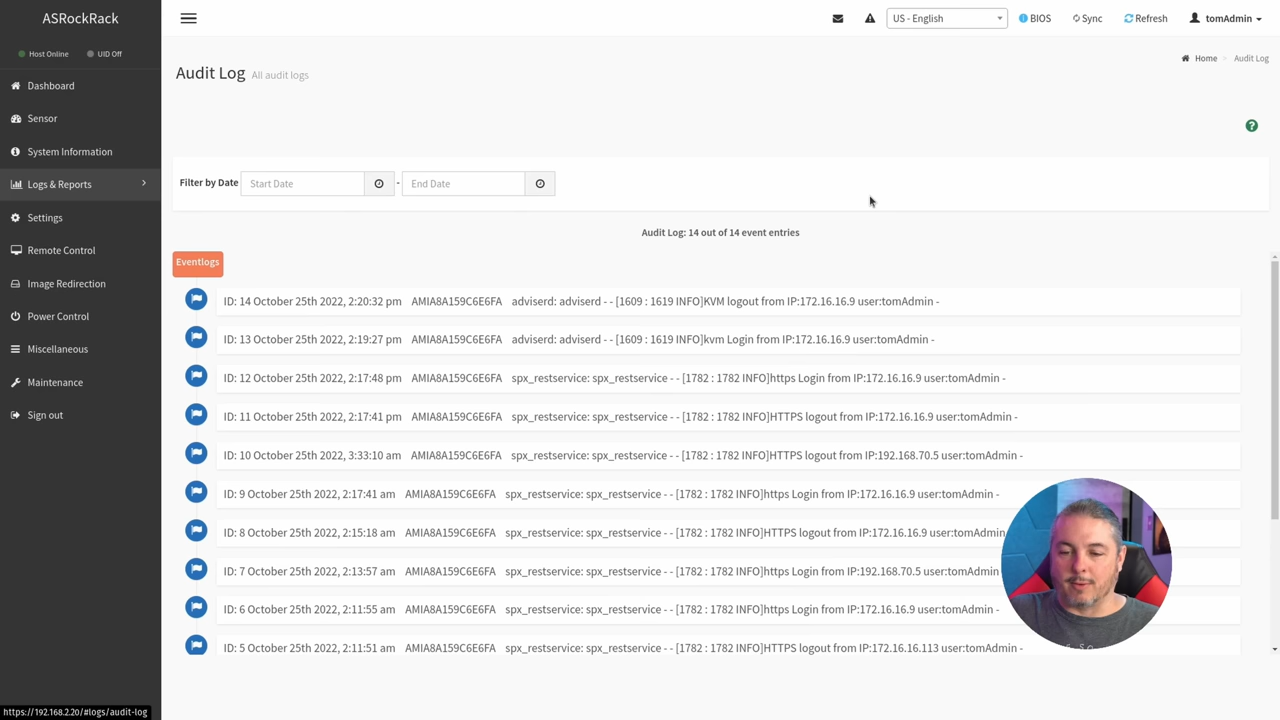 ASRockRack
Host Online
UID Off
Dashboard
Sensor
System Information
Logs & Reports
Settings
Remote Control
Image Redirection
Power Control
Miscellaneous
Maintenance
Sign out
US - English
BIOS
Sync
Refresh
tomAdmin
Audit Log All audit logs
Home > Audit Log
Filter by Date Start Date - End Date
Audit Log: 14 out of 14 event entries
Eventlogs
ID: 14 October 25th 2022, 2:20:32 pm AMIA8A159C6E6FA adviserd: adviserd - - [1609 : 1619 INFO]KVM logout from IP:172.16.16.9 user:tomAdmin -
ID: 13 October 25th 2022, 2:19:27 pm AMIA8A159C6E6FA adviserd: adviserd - - [1609 : 1619 INFO]kvm Login from IP:172.16.16.9 user:tomAdmin -
ID: 12 October 25th 2022, 2:17:48 pm AMIA8A159C6E6FA spx_restservice: spx_restservice - - [1782 : 1782 INFO]https Login from IP:172.16.16.9 user:tomAdmin -
ID: 11 October 25th 2022, 2:17:41 pm AMIA8A159C6E6FA spx_restservice: spx_restservice - - [1782 : 1782 INFO]HTTPS logout from IP:172.16.16.9 user:tomAdmin -
ID: 10 October 25th 2022, 3:33:10 am AMIA8A159C6E6FA spx_restservice: spx_restservice - - [1782 : 1782 INFO]HTTPS logout from IP:192.168.70.5 user:tomAdmin -
ID: 9 October 25th 2022, 2:17:41 am AMIA8A159C6E6FA spx_restservice: spx_restservice - - [1782 : 1782 INFO]https Login from IP:172.16.16.9 user:tomAdmin -
ID: 8 October 25th 2022, 2:15:18 am AMIA8A159C6E6FA spx_restservice: spx_restservice - - [1782 : 1782 INFO]HTTPS logout from IP:172.16.16.9 user:tomAdmin
ID: 7 October 25th 2022, 2:13:57 am AMIA8A159C6E6FA spx_restservice: spx_restservice - - [1782 : 1782 INFO]https Login from IP:192.168.70.5 user:tomAdmin
ID: 6 October 25th 2022, 2:11:55 am AMIA8A159C6E6FA spx_restservice: spx_restservice - - [1782 : 1782 INFO]https Login from IP:172.16.16.9 user:tomAdmin -
ID: 5 October 25th 2022, 2:11:51 am AMIA8A159C6E6FA spx_restservice: spx_restservice - - [1782 : 1782 INFO]HTTPS logout from IP:172.16.16.113 user:tomAdmin -
https://192.168.2.20/#logs/audit-log